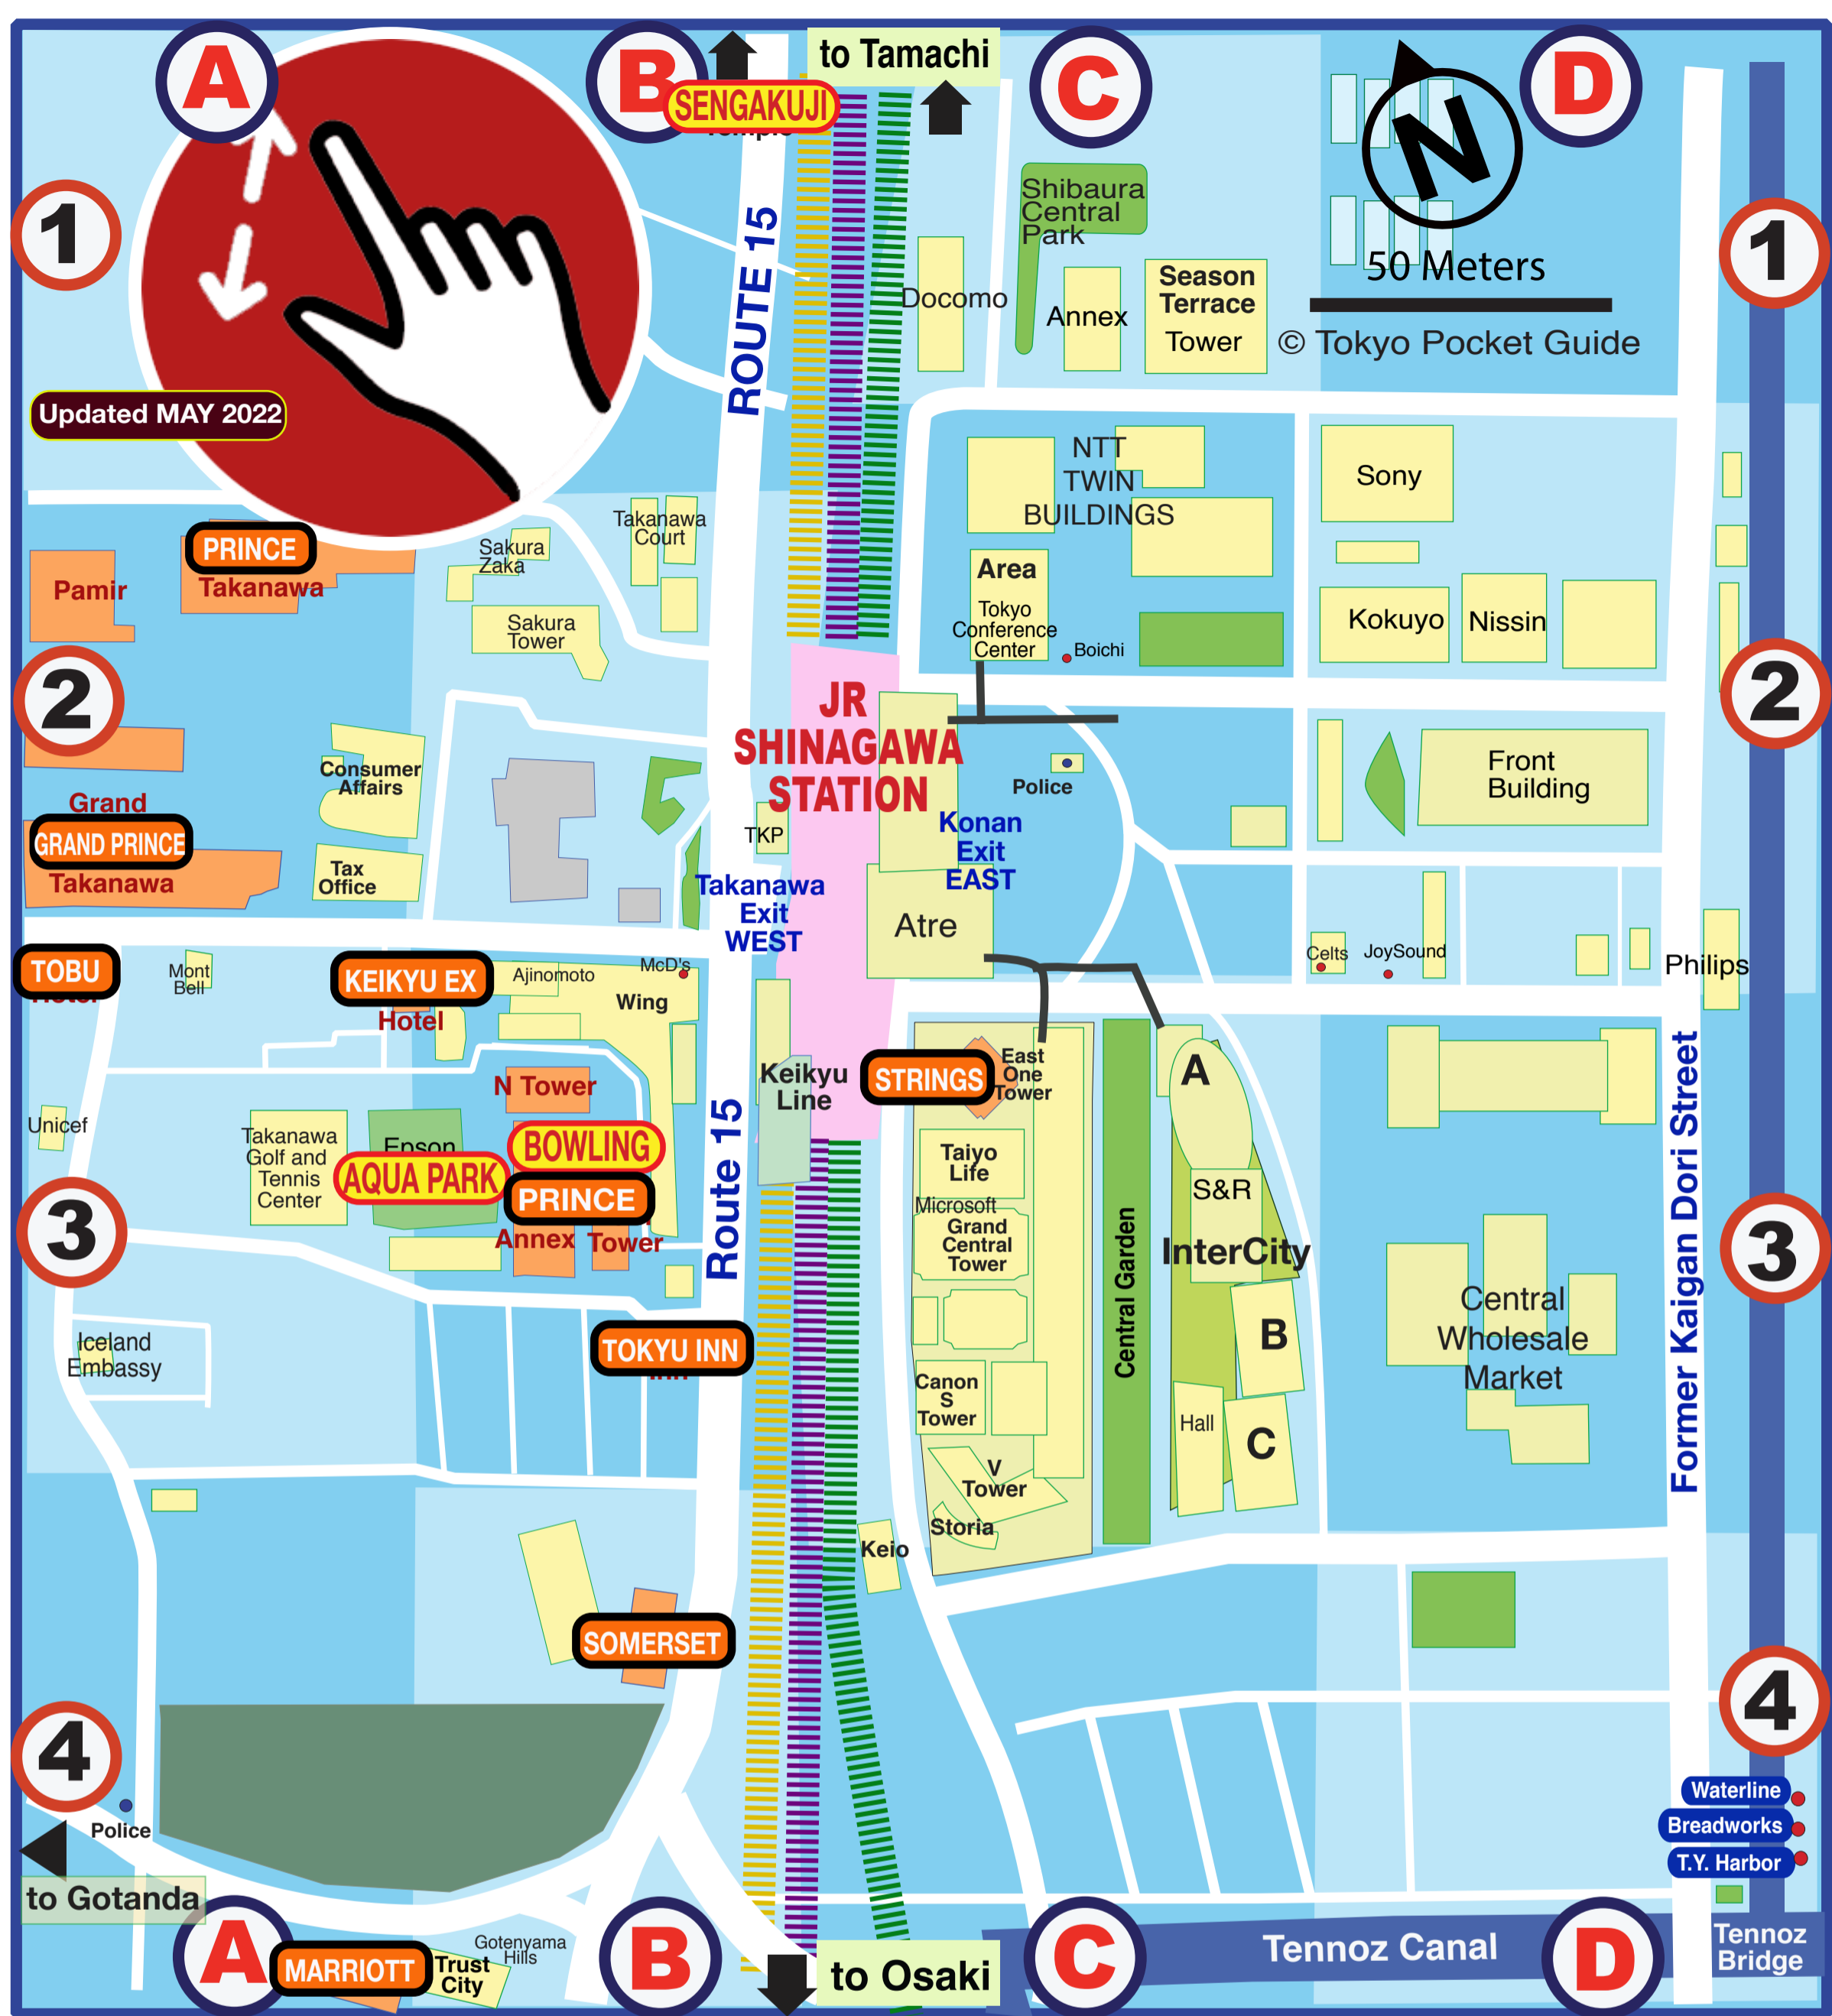 A
B
to Tamachi
C
D
SENGAKUJI
N
1
1
Shibaura
Central
Park
ROUTE 15
50 Meters
Docomo
Annex
Season
Terrace
Tower
© Tokyo Pocket Guide
Updated MAY 2022
NTT
TWIN
BUILDINGS
Sony
PRINCE
Takanawa
Pamir
Sakura
Zaka
Takanawa
Court
Sakura
Tower
Area
Tokyo
Conference
Center
Boichi
Kokuyo
Nissin
2
2
JR
SHINAGAWA
STATION
Consumer
Affairs
Police
Front
Building
Grand
GRAND PRINCE
Takanawa
Tax
Office
TKP
Konan
Exit
EAST
Takanawa
Exit
WEST
Atre
TOBU
Hotel
Mont
Bell
KEIKYU EX
Hotel
Ajinomoto
McD's
Wing
Celts
JoySound
Philips
N Tower
Keikyu
Line
STRINGS
East
One
Tower
A
Unicef
Takanawa
Golf and
Tennis
Center
Epson
BOWLING
AQUA PARK
PRINCE
Annex
Tower
Route 15
Taiyo
Life
Microsoft
Grand
Central
Tower
Central Garden
S&R
InterCity
Former Kaigan Dori Street
3
3
Iceland
Embassy
TOKYU INN
Inn
Canon
S
Tower
B
Hall
C
Central
Wholesale
Market
V
Tower
Storia
Keio
SOMERSET
4
4
Police
to Gotanda
Waterline
Breadworks
T.Y. Harbor
A
MARRIOTT
Trust
City
Gotenyama
Hills
B
to Osaki
C
Tennoz Canal
D
Tennoz
Bridge